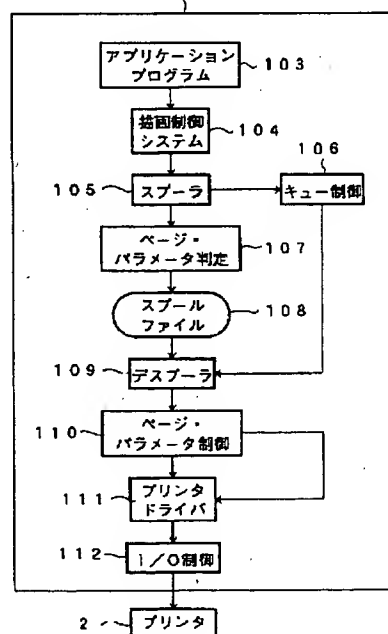 アプリケーション
プログラム
103
描画制御
システム
104
106
105
スプーラ
キュー制御
ページ・
パラメータ判定
107
スプール
ファイル
108
109
デスプーラ
110
ページ・
パラメータ制御
111
プリンタ
ドライバ
112
I/O制御
2
プリンタ